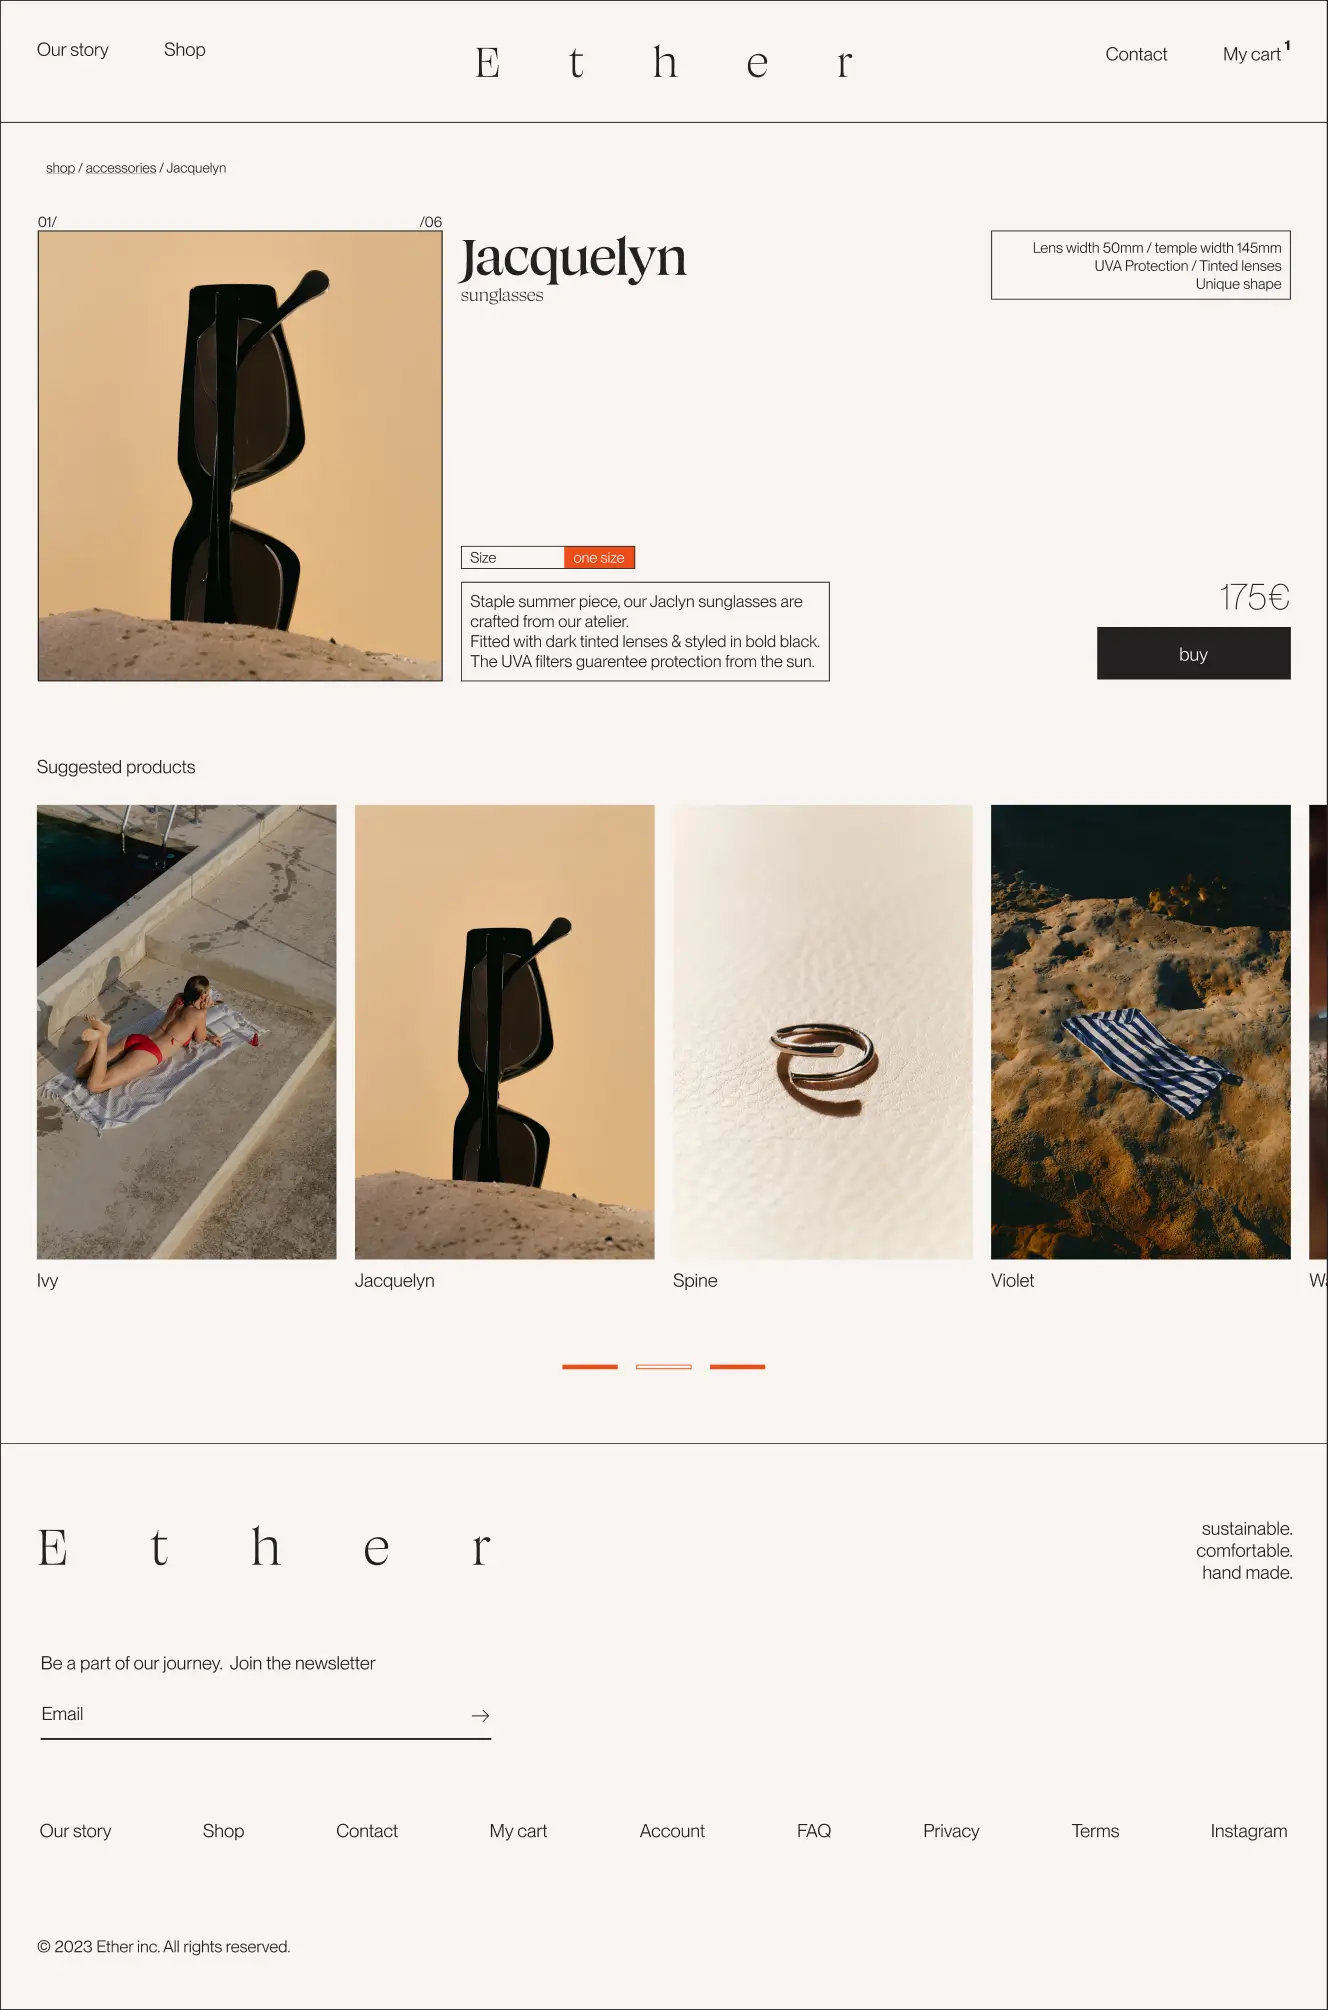 Our story
Shop
E t h e r
Contact
My cart 1
shop / accessories / Jacquelyn
01/
/06
Jacquelyn
sunglasses
Lens width 50mm / temple width 145mm
UVA Protection / Tinted lenses
Unique shape
Size
one size
Staple summer piece, our Jaclyn sunglasses are
crafted from our atelier.
Fitted with dark tinted lenses & styled in bold black.
The UVA filters guarentee protection from the sun.
175€
buy
Suggested products
Ivy
Jacquelyn
Spine
Violet
E t h e r
sustainable.
comfortable.
hand made.
Be a part of our journey.  Join the newsletter
Email →
Our story
Shop
Contact
My cart
Account
FAQ
Privacy
Terms
Instagram
© 2023 Ether inc. All rights reserved.